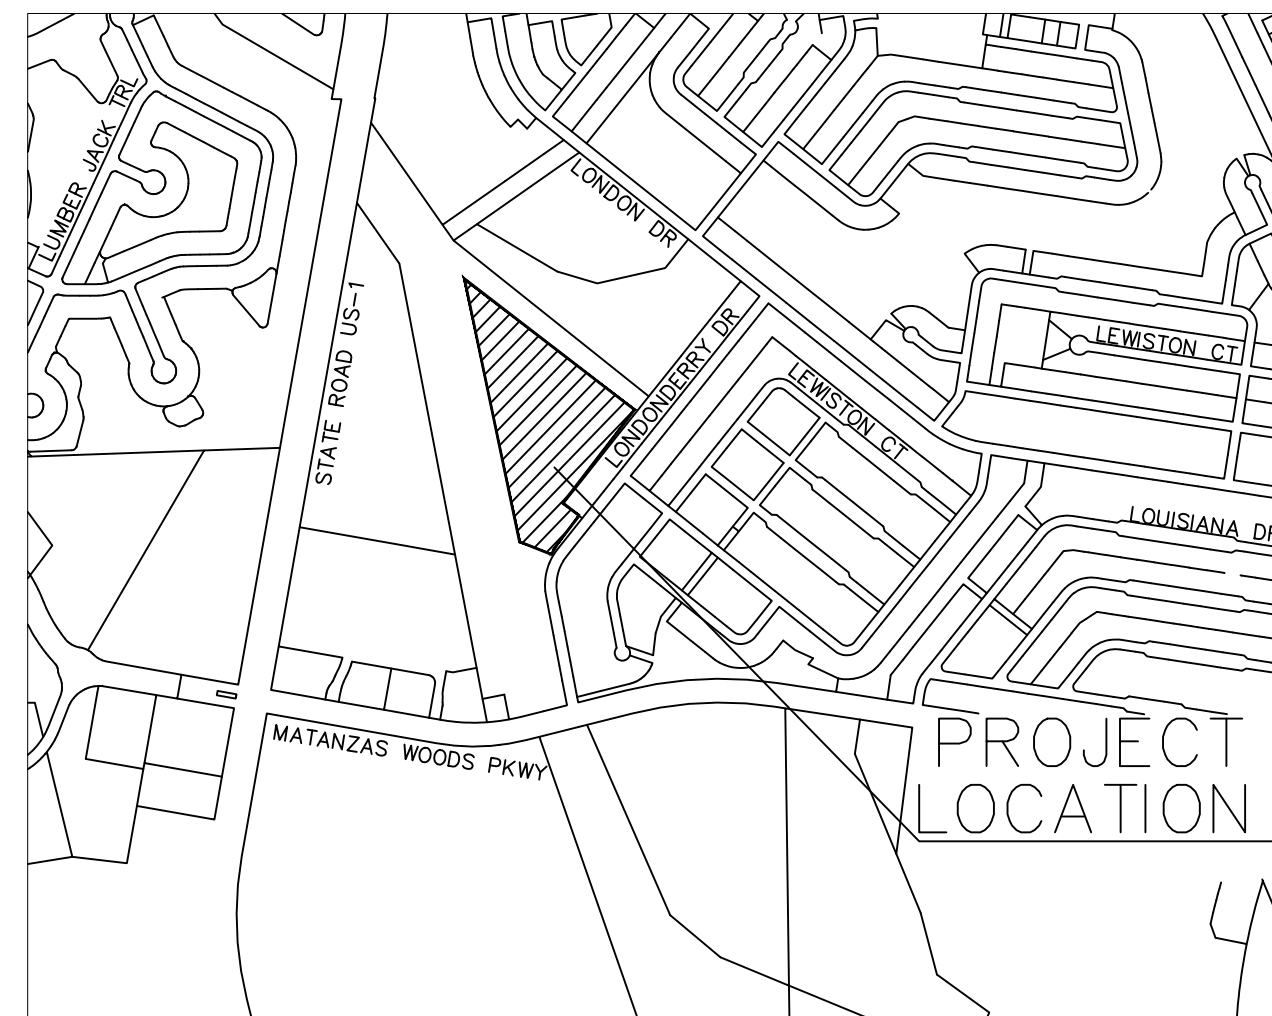 LUMBER JACK TRL
LONDON DR
STATE ROAD US-1
LONDONDERRY DR
LEWISTON CT
LEWISTON CT
LOUISIANA DR
MATANZAS WOODS PKWY
PROJECT
LOCATION